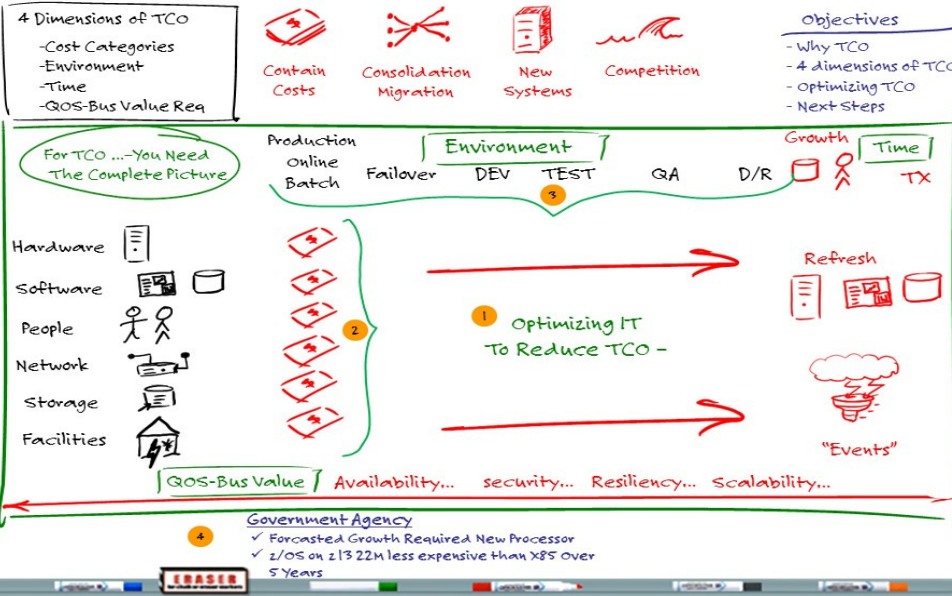 4 Dimensions of TCO
-Cost Categories
-Environment
-Time
-QOS-Bus Value Req
Contain
Costs
Consolidation
Migration
New
Systems
Competition
Objectives
- Why TCO
- 4 dimensions of TCO
- Optimizing TCO
- Next Steps
For TCO ...-You Need
The Complete Picture
Production
Online
Batch
Environment
Failover
DEV
TEST
QA
D/R
Growth
Time
TX
3
Hardware
Software
People
Network
Storage
Facilities
2
1
Optimizing IT
To Reduce TCO -
Refresh
"Events"
QOS-Bus Value
Availability...
security...
Resiliency...
Scalability...
4
Government Agency
✓ Forcasted Growth Required New Processor
✓ z/OS on z13 22M less expensive than X85 Over
5 Years
ERASER